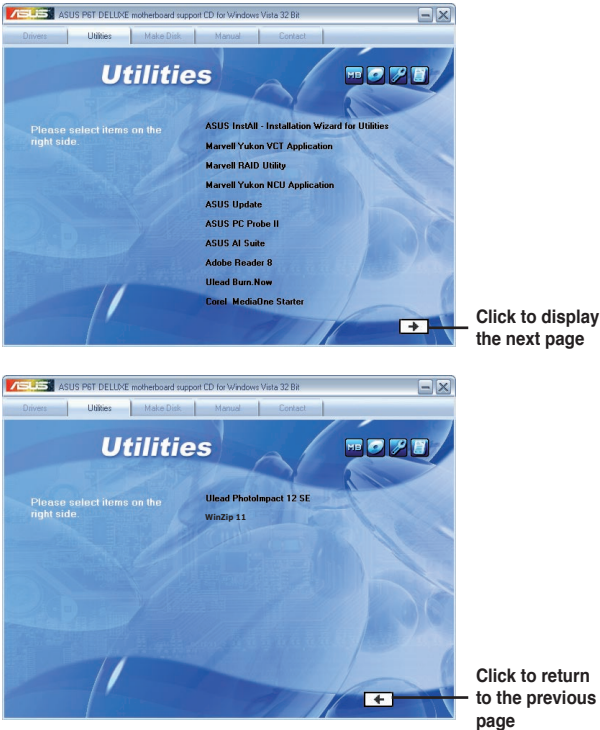 ASUS ASUS P6T DELUXE motherboard support CD for Windows Vista 32 Bit
Drivers Utilities Make Disk Manual Contact
Utilities
MB
Please select items on the
right side.
ASUS InstAll - Installation Wizard for Utilities
Marvell Yukon VCT Application
Marvell RAID Utility
Marvell Yukon NCU Application
ASUS Update
ASUS PC Probe II
ASUS AI Suite
Adobe Reader 8
Ulead Burn.Now
Corel MediaOne Starter
Click to display
the next page
ASUS ASUS P6T DELUXE motherboard support CD for Windows Vista 32 Bit
Drivers Utilities Make Disk Manual Contact
Utilities
MB
Please select items on the
right side.
Ulead PhotoImpact 12 SE
WinZip 11
Click to return
to the previous
page